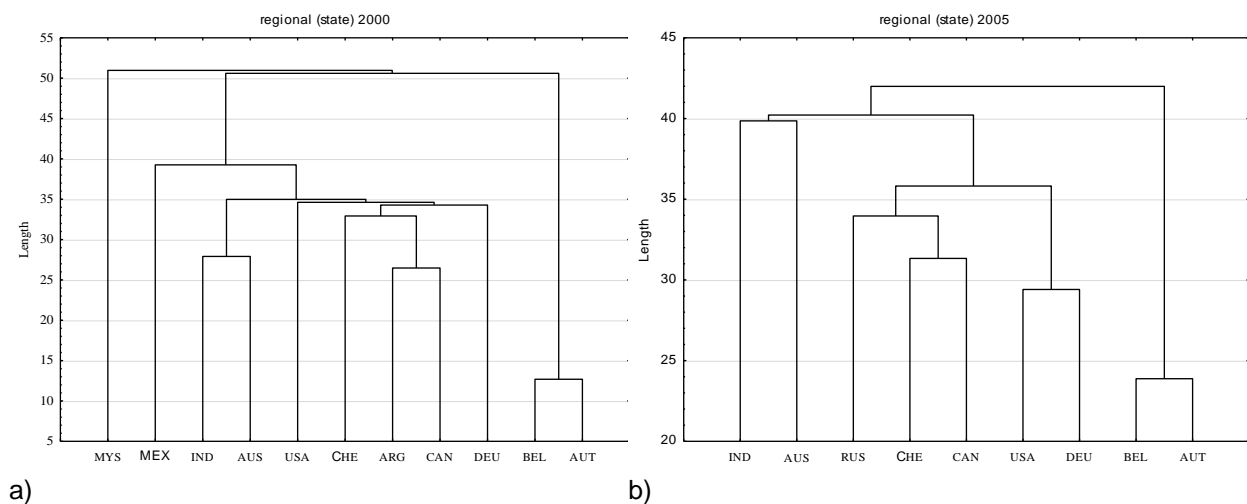 regional (state) 2000
55
50
45
40
35
30
25
20
15
10
5
Length
MYS MEX IND AUS USA CHE ARG CAN DEU BEL AUT
a)
regional (state) 2005
45
40
35
30
25
20
Length
IND AUS RUS CHE CAN USA DEU BEL AUT
b)